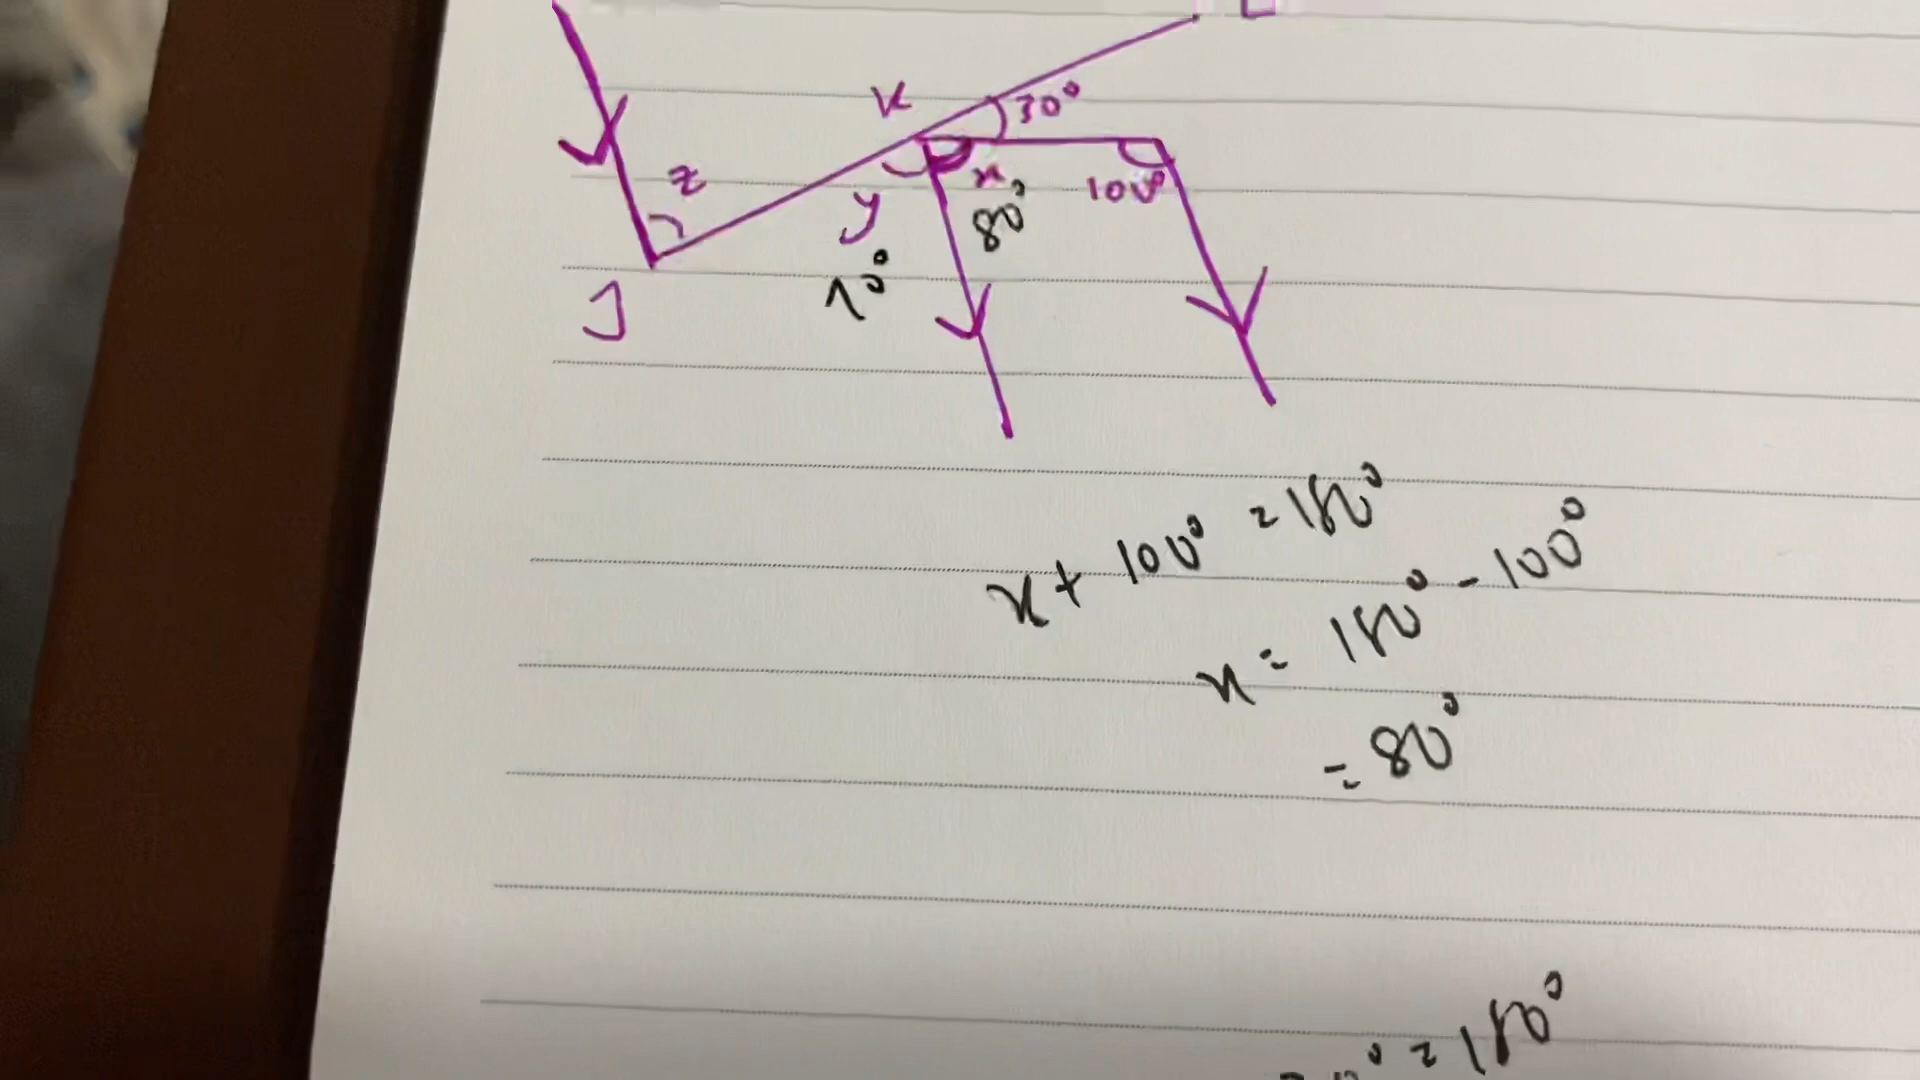 K
30°
z
x
100°
y
80°
70°
J
x + 100° = 180°
x = 180° - 100°
= 80°
° = 180°